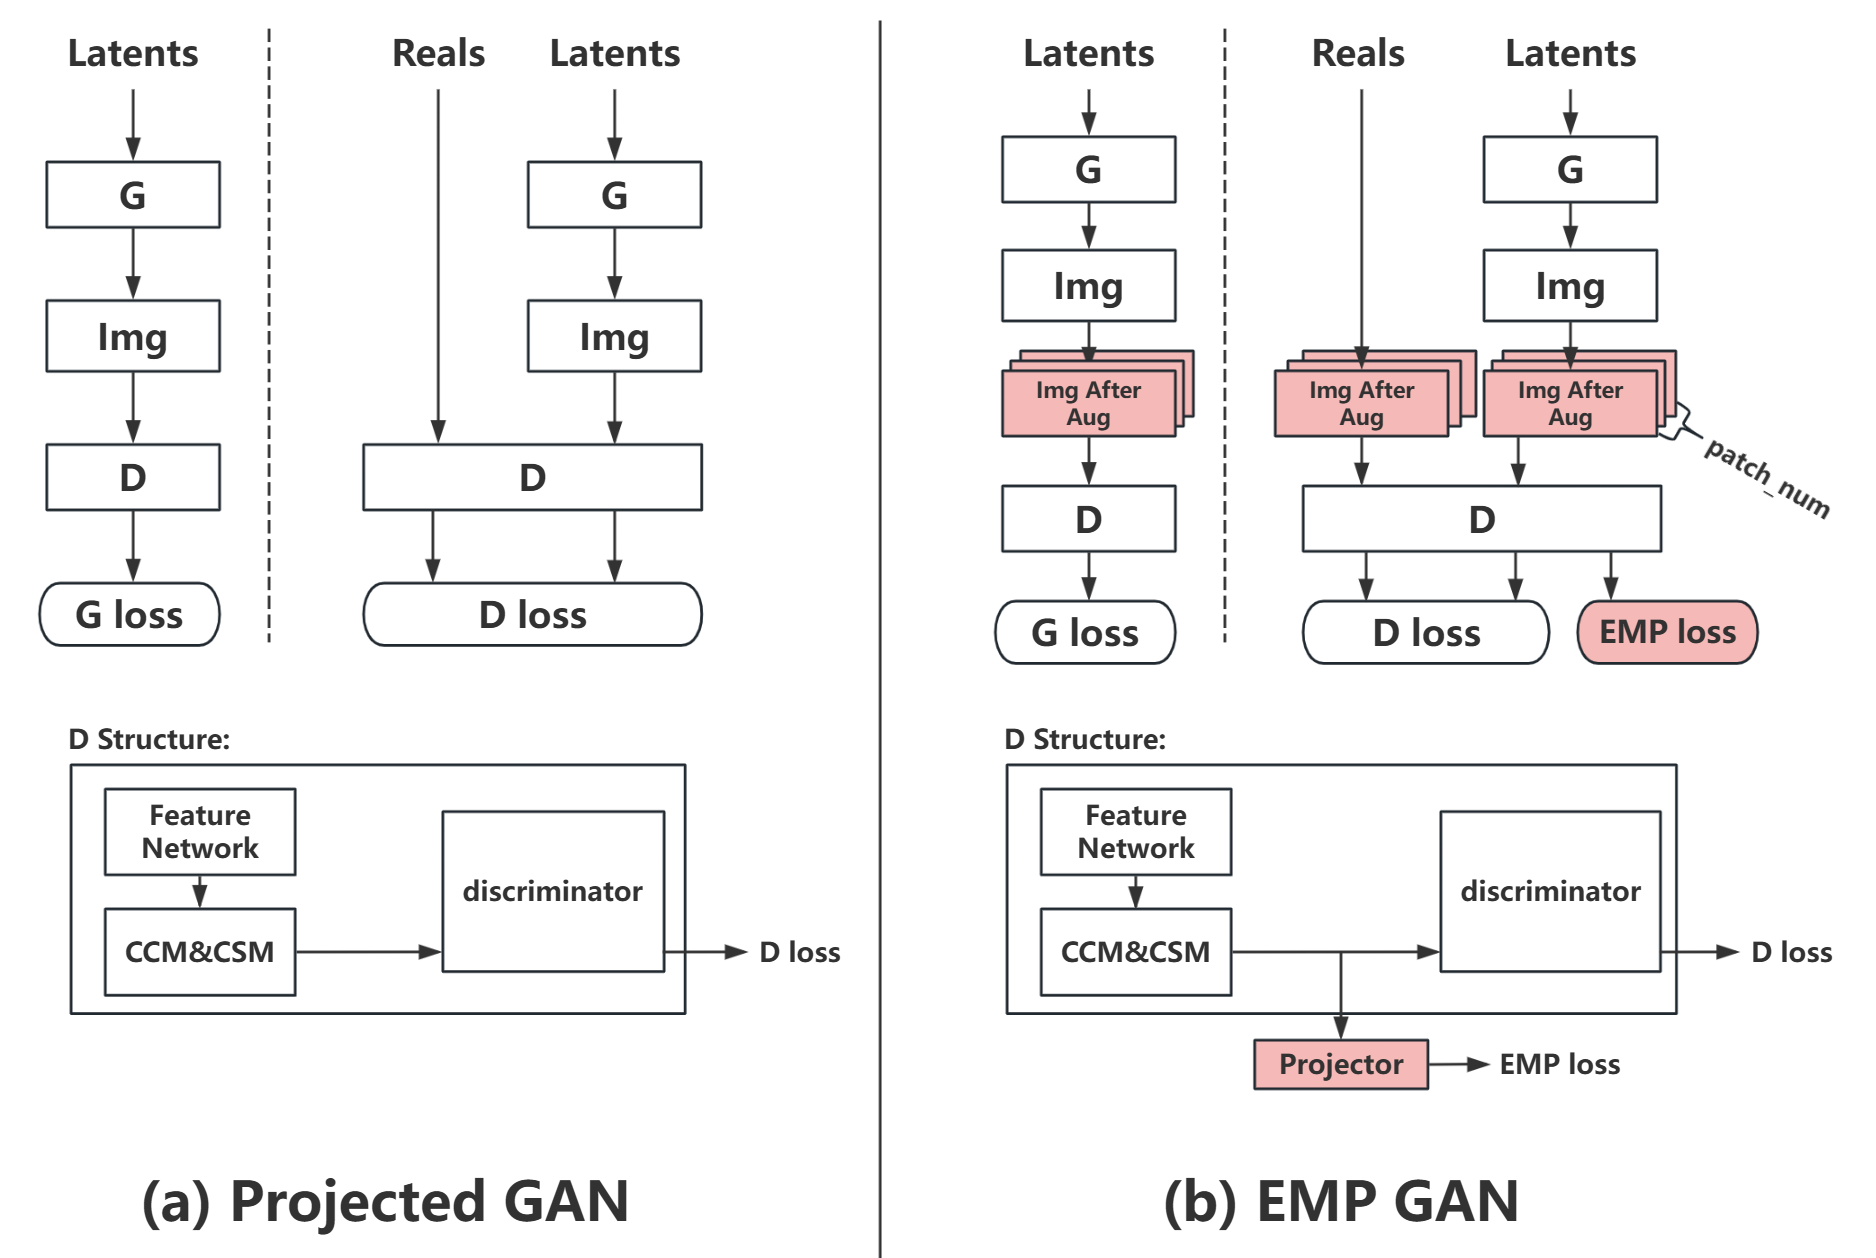 Latents
G
Img
D
G loss
Reals
Latents
G
Img
D
D loss
D Structure:
Feature
Network
CCM&CSM
discriminator
D loss
(a) Projected GAN
Latents
G
Img
Img After
Aug
D
G loss
Reals
Latents
G
Img
Img After
Aug
Img After
Aug
patch_num
D
D loss
EMP loss
D Structure:
Feature
Network
CCM&CSM
discriminator
D loss
Projector
EMP loss
(b) EMP GAN